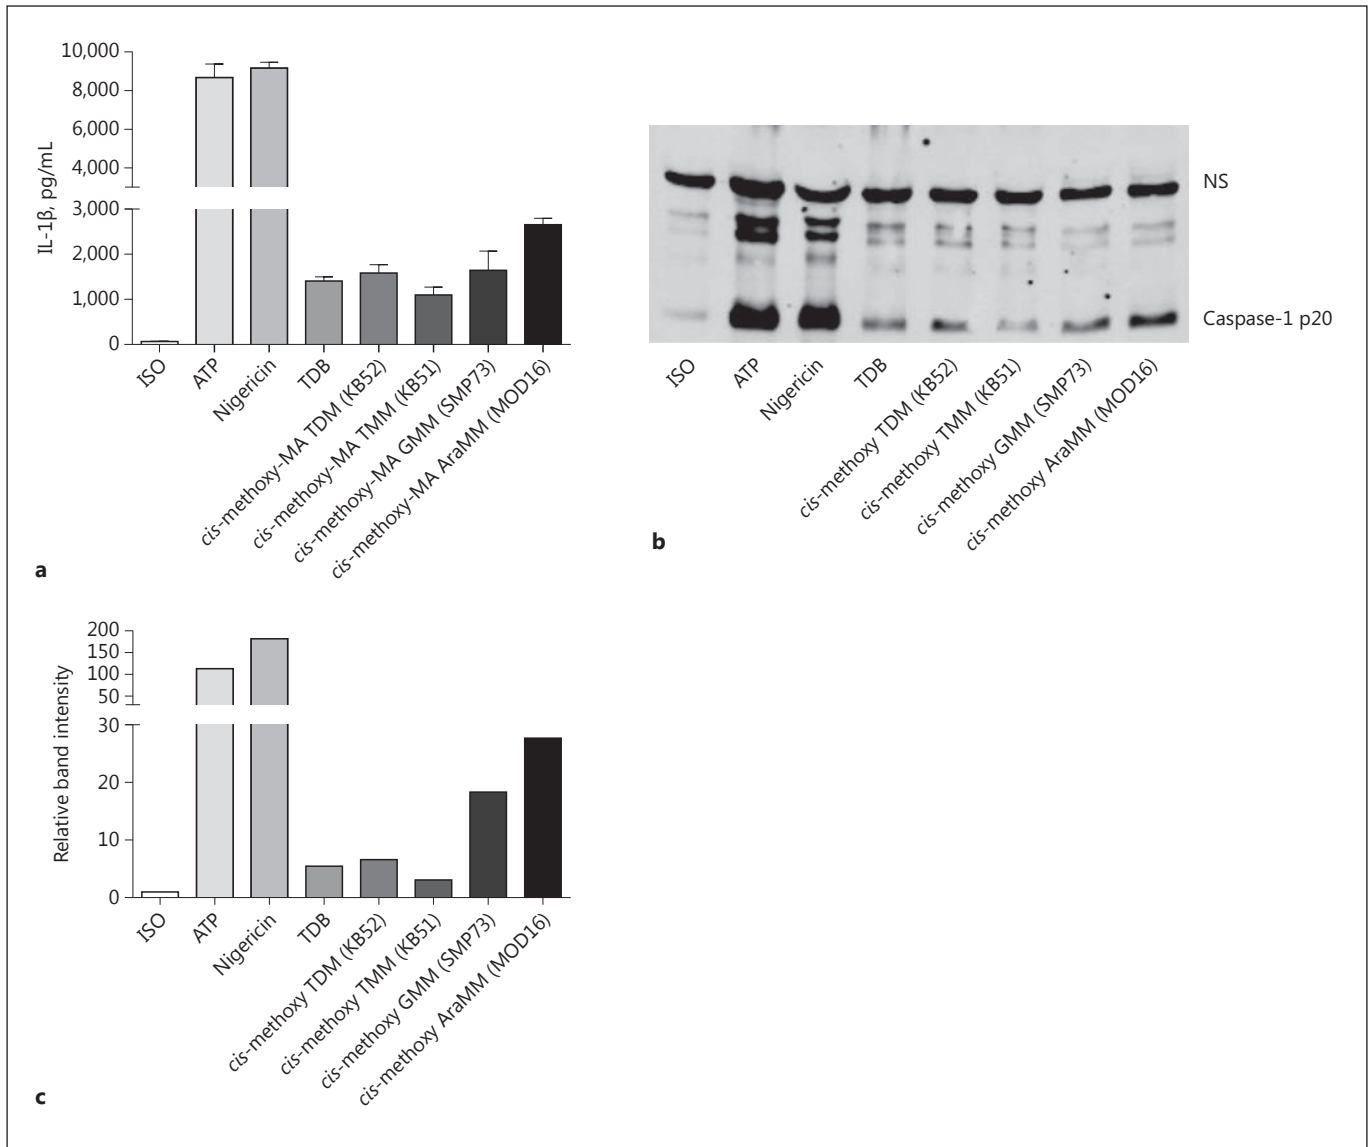 10,000
8,000
6,000
4,000
3,000
2,000
1,000
0
IL-1β, pg/mL
ISO
ATP
Nigericin
TDB
cis-methoxy-MA TDM (KB52)
cis-methoxy-MA TMM (KB51)
cis-methoxy-MA GMM (SMP73)
cis-methoxy-MA AraMM (MOD16)
a
NS
Caspase-1 p20
ISO
ATP
Nigericin
TDB
cis-methoxy TDM (KB52)
cis-methoxy TMM (KB51)
cis-methoxy GMM (SMP73)
cis-methoxy AraMM (MOD16)
b
200
150
100
50
30
20
10
0
Relative band intensity
ISO
ATP
Nigericin
TDB
cis-methoxy TDM (KB52)
cis-methoxy TMM (KB51)
cis-methoxy GMM (SMP73)
cis-methoxy AraMM (MOD16)
c